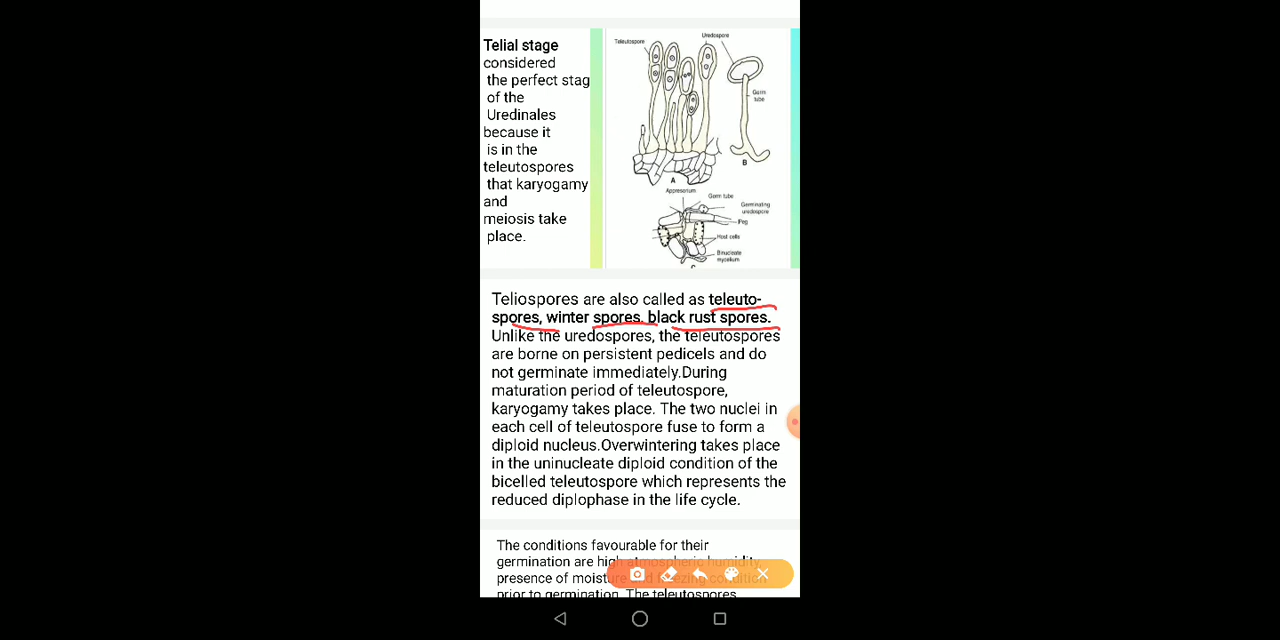 Telial stage
considered
the perfect stag
of the
Uredinales
because it
is in the
teleutospores
that karyogamy
and
meiosis take
place.
Teleutospore
Uredospore
Germ
tube
B
A
Appresorium
Germ tube
Germinating
uredospore
Peg
Host cells
Binucleate
mycelium
C
Teliospores are also called as teleuto-
spores, winter spores. black rust spores.
Unlike the uredospores, the teleutospores
are borne on persistent pedicels and do
not germinate immediately.During
maturation period of teleutospore,
karyogamy takes place. The two nuclei in
each cell of teleutospore fuse to form a
diploid nucleus.Overwintering takes place
in the uninucleate diploid condition of the
bicelled teleutospore which represents the
reduced diplophase in the life cycle.
The conditions favourable for their
germination are high atmospheric humidity,
presence of moisture and freezing condition
prior to germination. The teleutospores